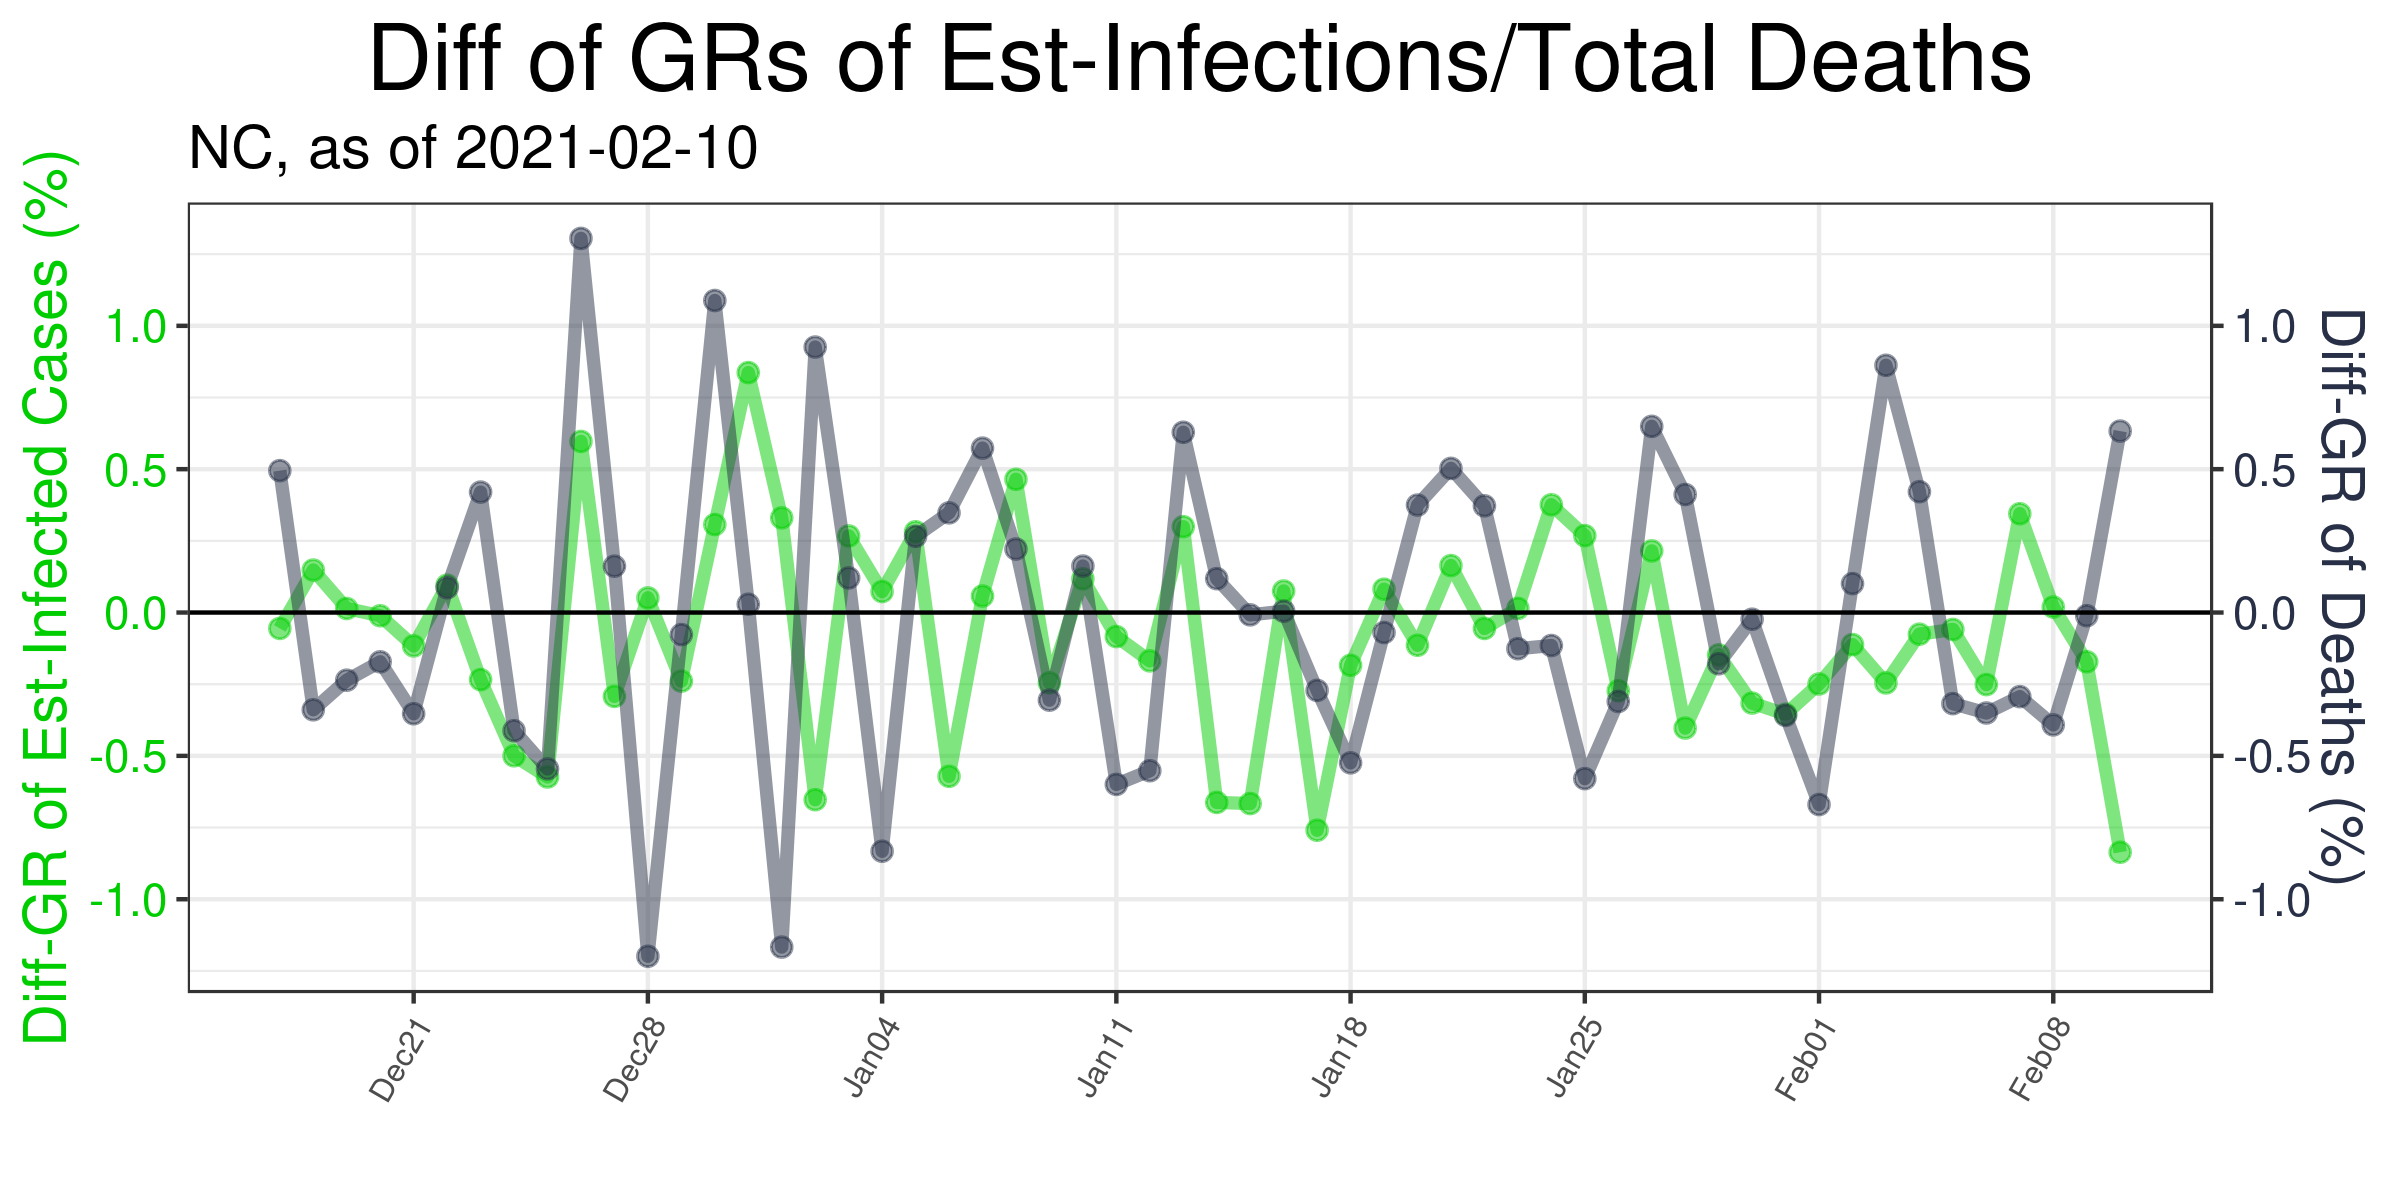 Diff of GRs of Est-Infections/Total Deaths
NC, as of 2021-02-10
Diff-GR of Est-Infected Cases (%)
1.0
0.5
0.0
-0.5
-1.0
1.0
0.5
0.0
-0.5
-1.0
Diff-GR of Deaths (%)
Dec21
Dec28
Jan04
Jan11
Jan18
Jan25
Feb01
Feb08